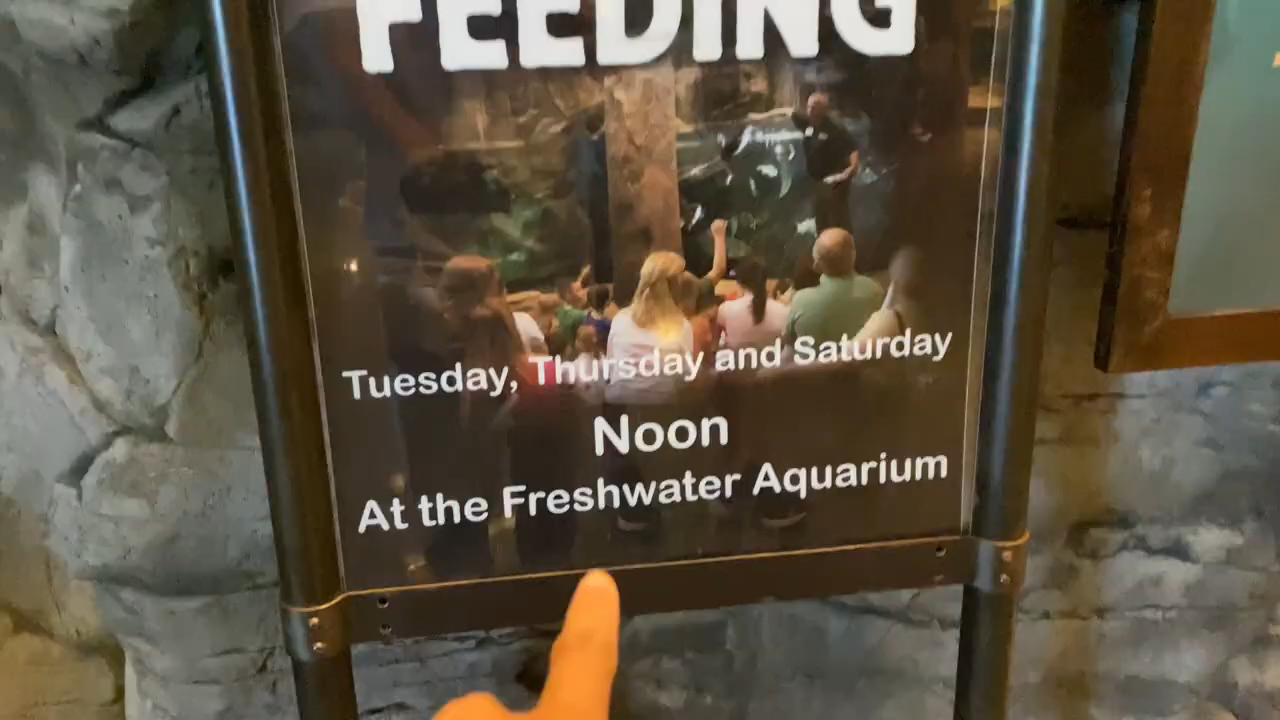 FEEDING
Tuesday, Thursday and Saturday
Noon
At the Freshwater Aquarium